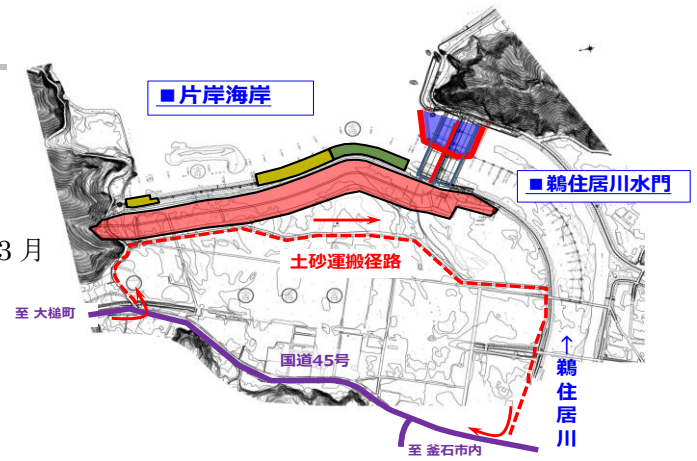 ■片岸海岸
■鵜住居川水門
3月
土砂運搬径路
至 大槌町
国道45号
↑鵜住居川
至 釜石市内